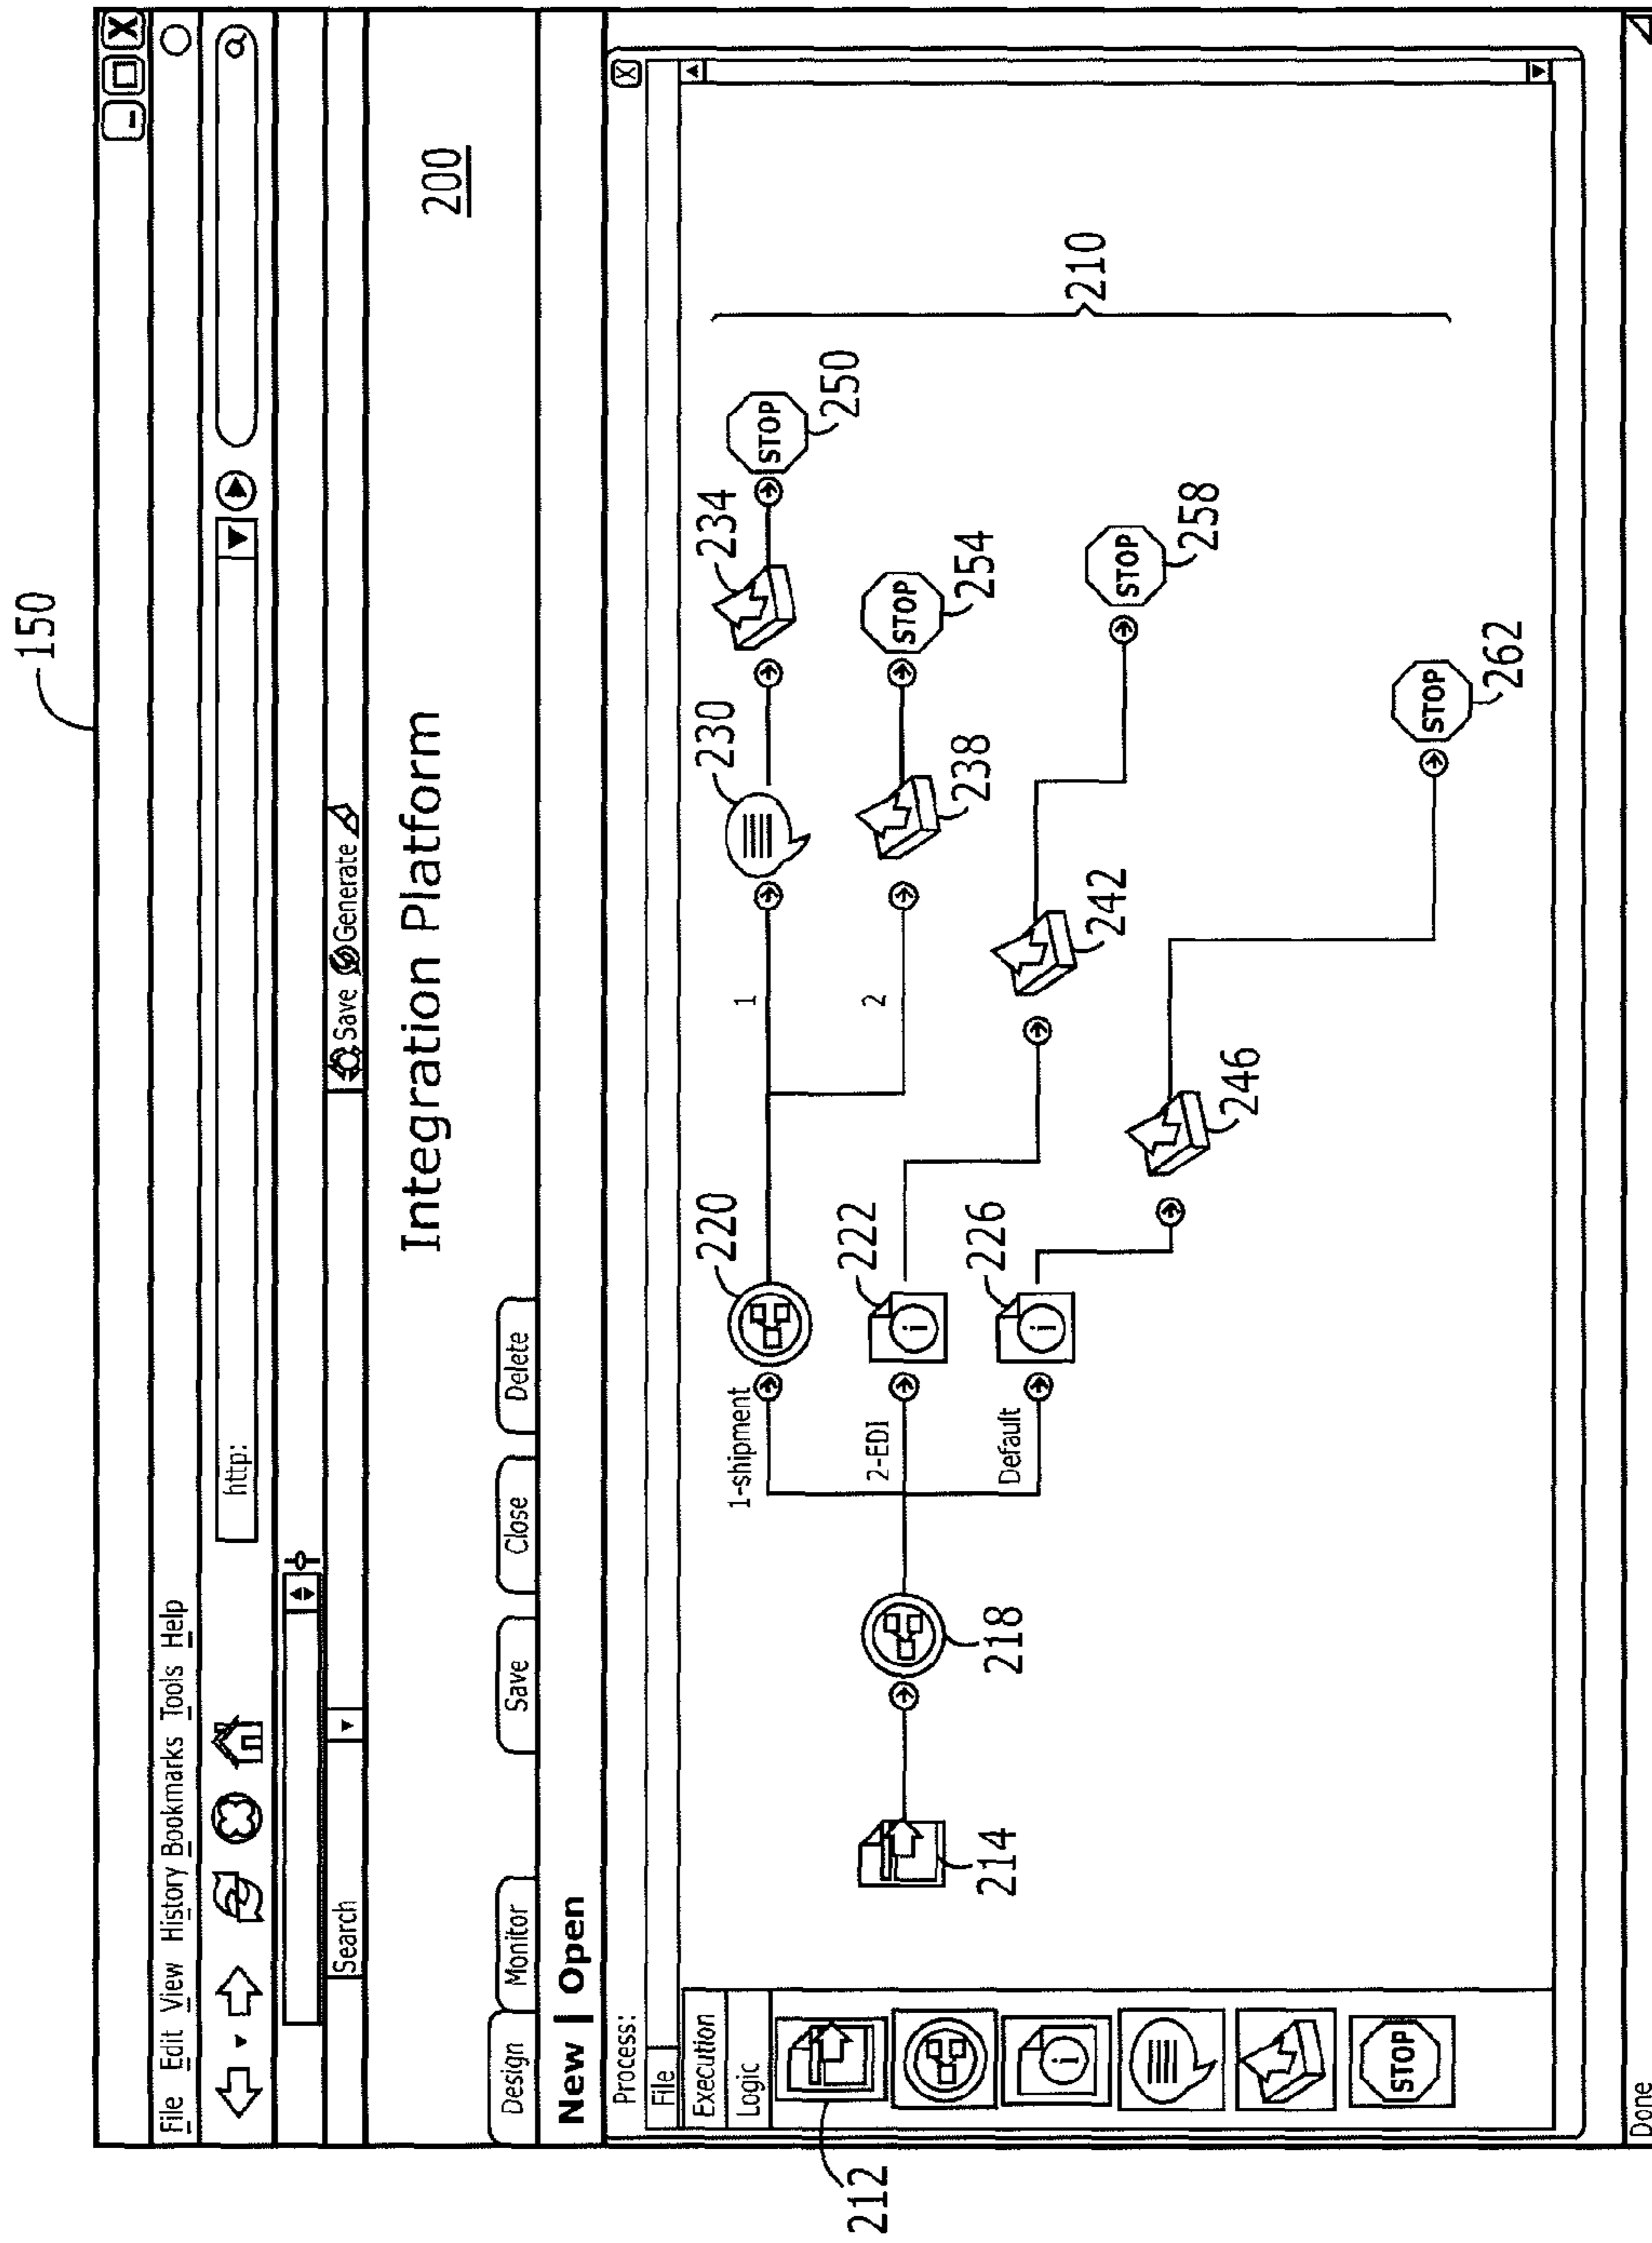 150
File Edit View History Bookmarks Tools Help
http:
Search
Save Generate
Integration Platform
200
Design Monitor Save Close Delete
New | Open
Process:
File
Execution
Logic
212
STOP
214
218
1-shipment
2-EDI
Default
220
222
226
1
2
230
234
238
242
246
STOP
250
STOP
254
STOP
258
STOP
262
210
Done